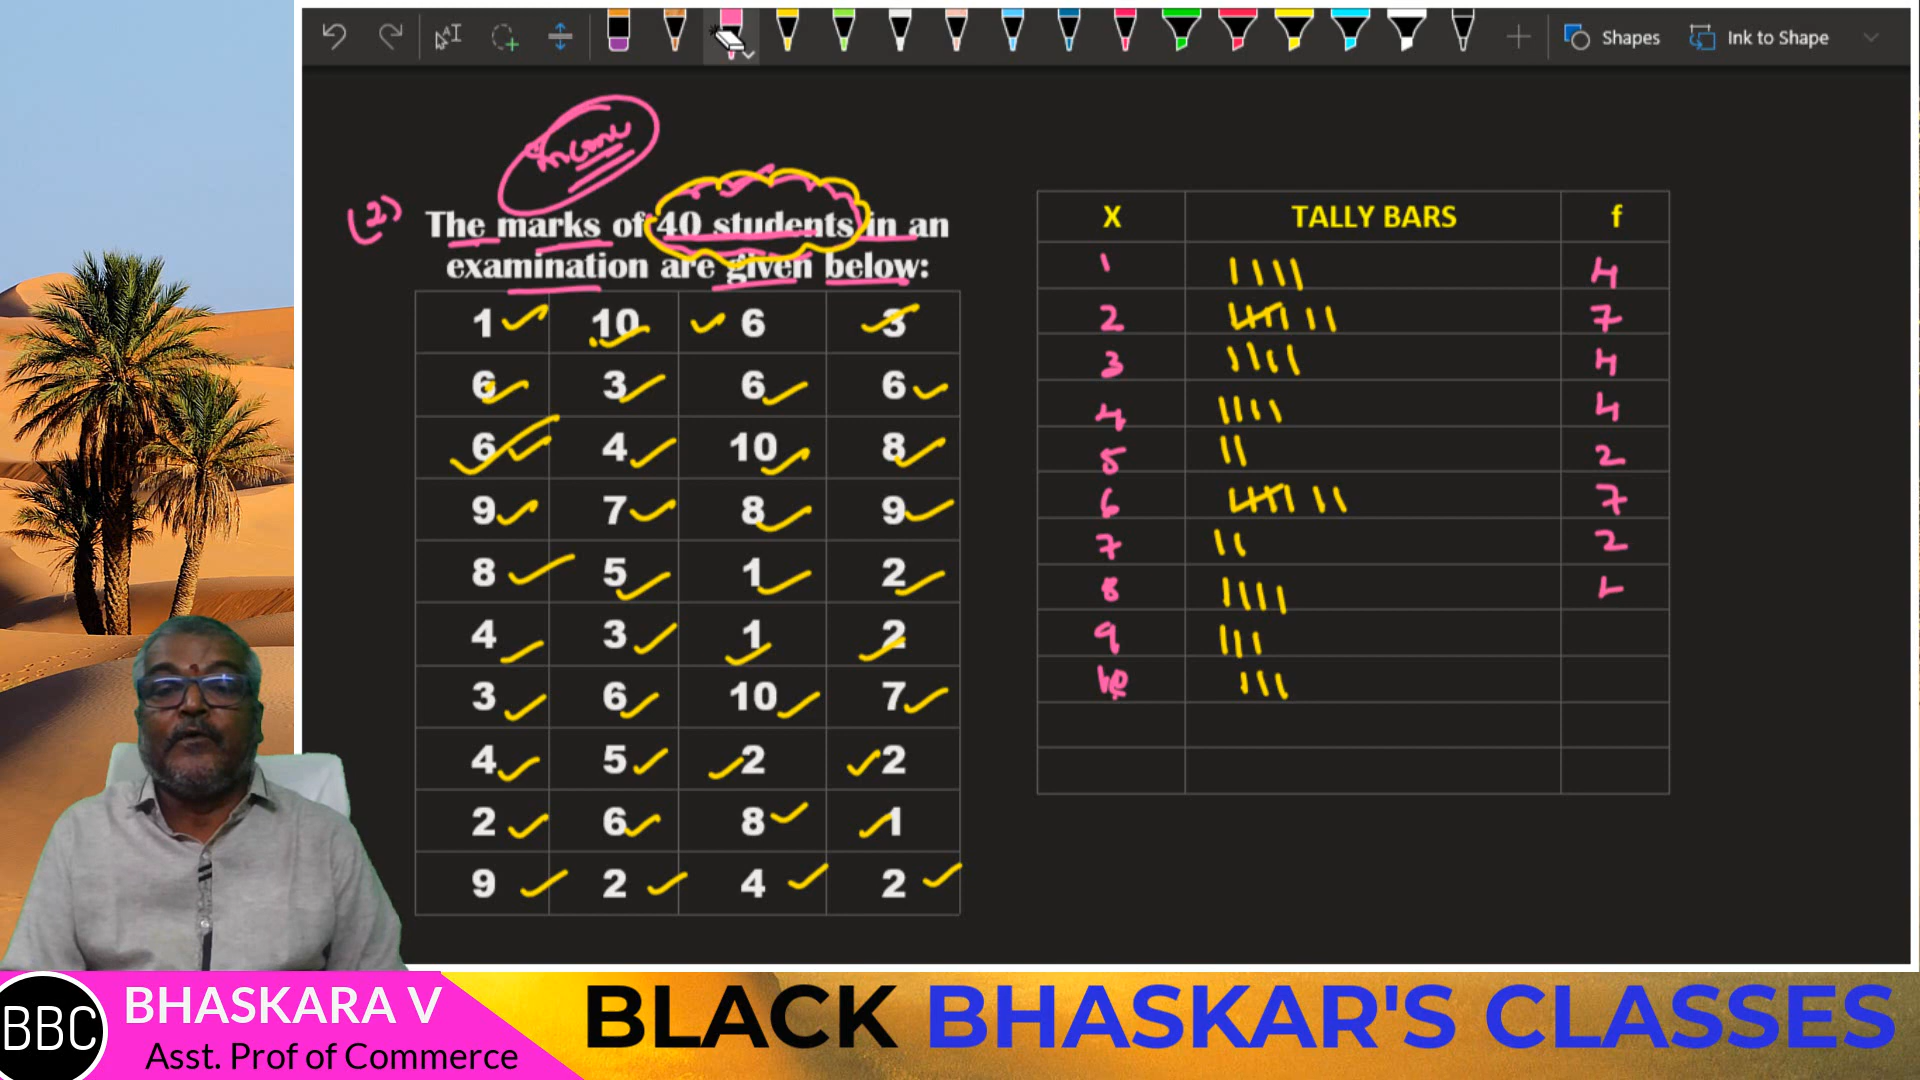 Shapes
Ink to Shape
Income
(2)
The marks of 40 students in an
examination are given below:
1 10 6 3
6 3 6 6
6 4 10 8
9 7 8 9
8 5 1 2
4 3 1 2
3 6 10 7
4 5 2 2
2 6 8 1
9 2 4 2
X TALLY BARS f
1 |||| 4
2 |||| || 7
3 |||| 4
4 |||| 4
5 || 2
6 |||| || 7
7 || 2
8 ||||
9 |||
10 |||
BBC
BHASKARA V
Asst. Prof of Commerce
BLACK BHASKAR'S CLASSES